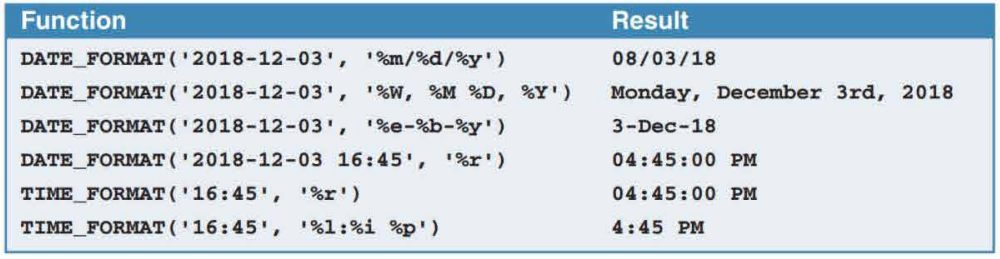 Function Result
DATE_FORMAT('2018-12-03', '%m/%d/%y') 08/03/18
DATE_FORMAT('2018-12-03', '%W, %M %D, %Y') Monday, December 3rd, 2018
DATE_FORMAT('2018-12-03', '%e-%b-%y') 3-Dec-18
DATE_FORMAT('2018-12-03 16:45', '%r') 04:45:00 PM
TIME_FORMAT('16:45', '%r') 04:45:00 PM
TIME_FORMAT('16:45', '%l:%i %p') 4:45 PM